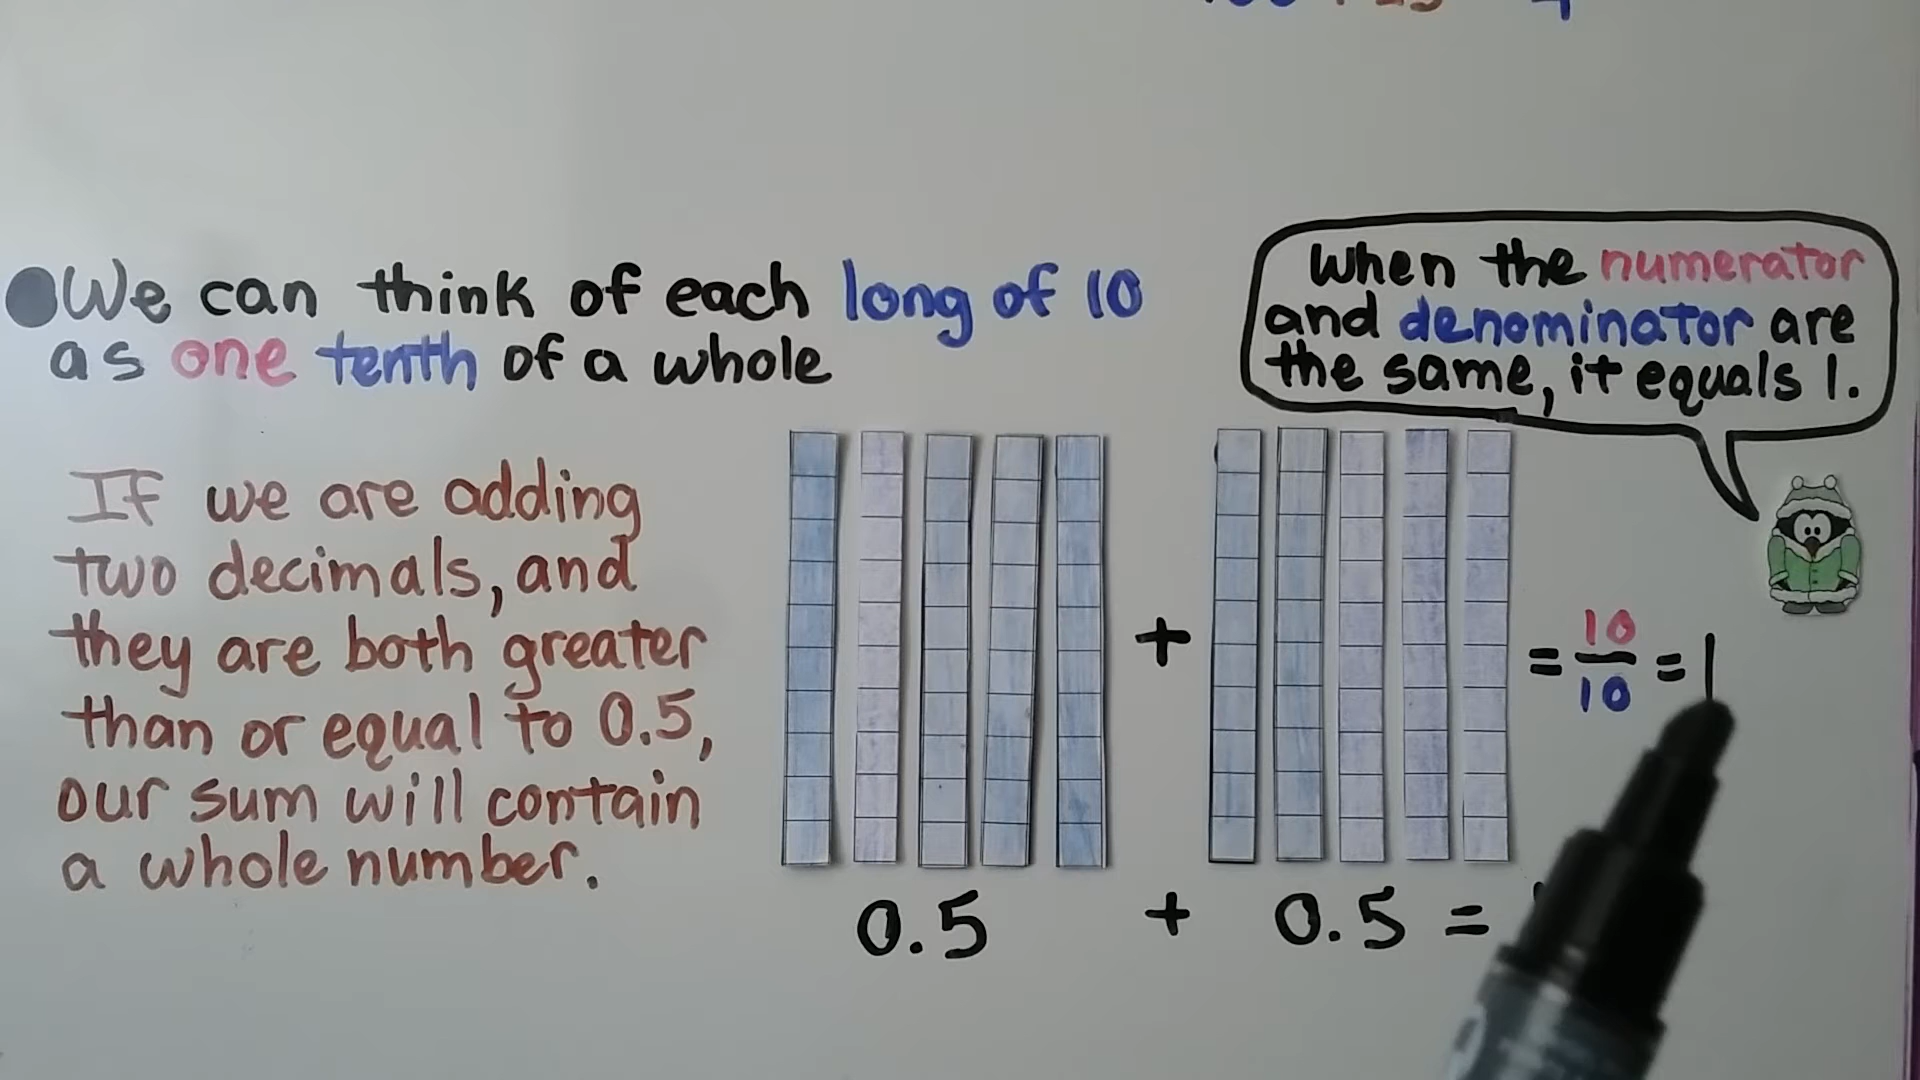 We can think of each long of 10
as one tenth of a whole
When the numerator
and denominator are
the same, it equals 1.
If we are adding
two decimals, and
they are both greater
than or equal to 0.5,
our sum will contain
a whole number.
+
= 10/10 = 1
0.5 + 0.5 =